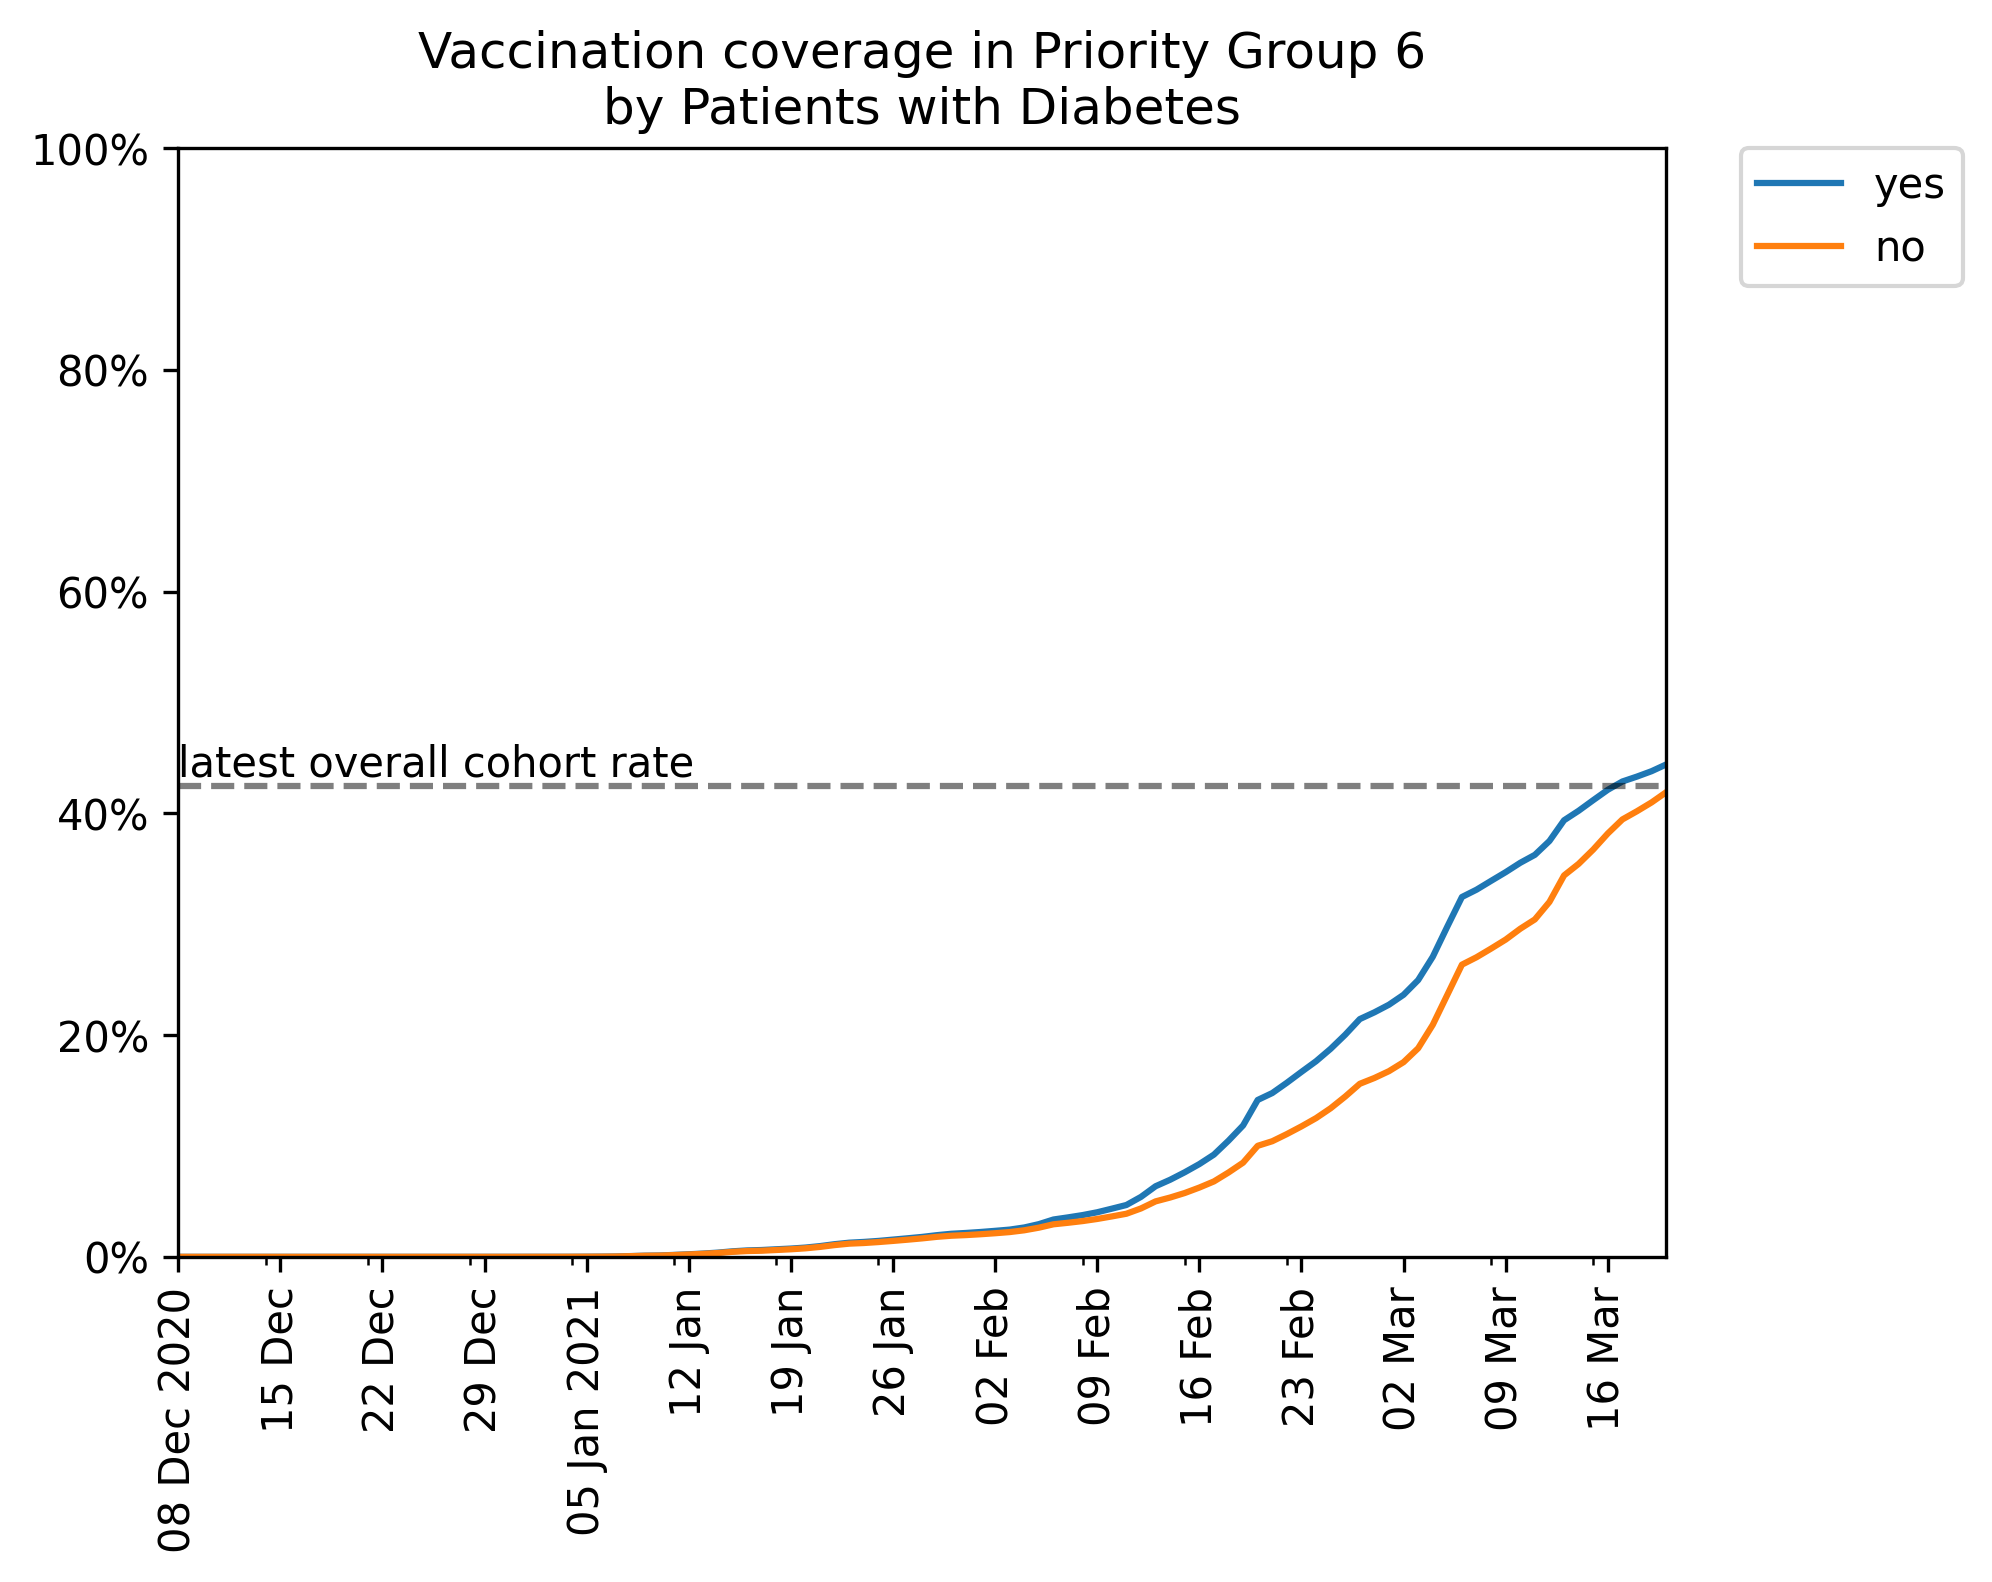 Vaccination coverage in Priority Group 6
by Patients with Diabetes
100%
80%
60%
40%
20%
0%
latest overall cohort rate
yes
no
08 Dec 2020
15 Dec
22 Dec
29 Dec
05 Jan 2021
12 Jan
19 Jan
26 Jan
02 Feb
09 Feb
16 Feb
23 Feb
02 Mar
09 Mar
16 Mar